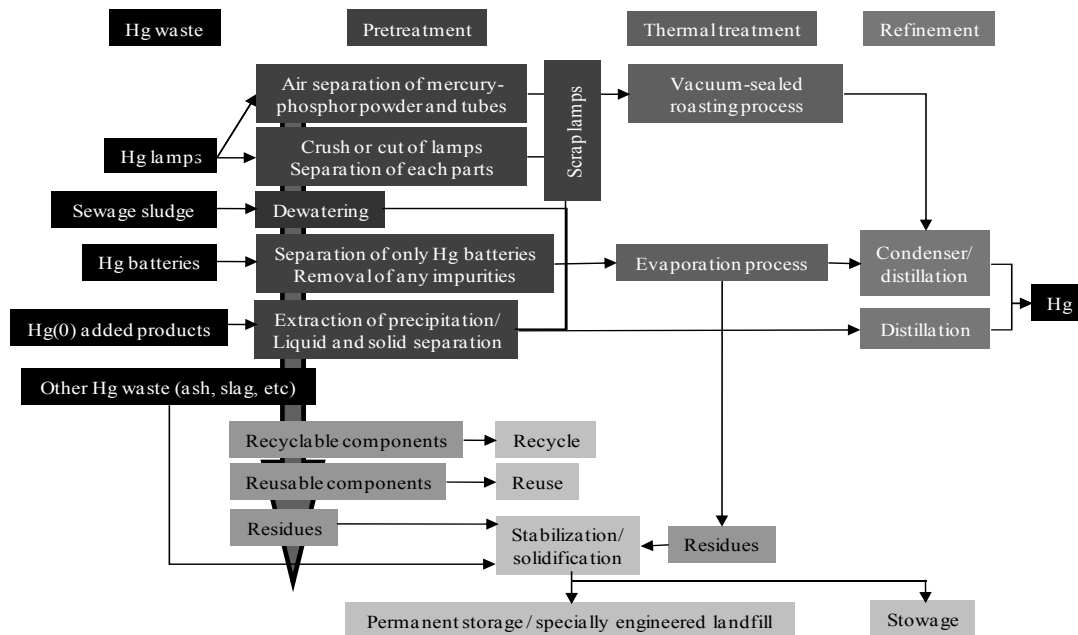 Hg waste
Pretreatment
Thermal treatment
Refinement
Air separation of mercury-
phosphor powder and tubes
Scrap lamps
Vacuum-sealed
roasting process
Hg lamps
Crush or cut of lamps
Separation of each parts
Sewage sludge
Dewatering
Hg batteries
Separation of only Hg batteries
Removal of any impurities
Evaporation process
Condenser/
distillation
Hg
Hg(0) added products
Extraction of precipitation/
Liquid and solid separation
Distillation
Other Hg waste (ash, slag, etc)
Recyclable components
Recycle
Reusable components
Reuse
Residues
Stabilization/
solidification
Residues
Permanent storage / specially engineered landfill
Stowage